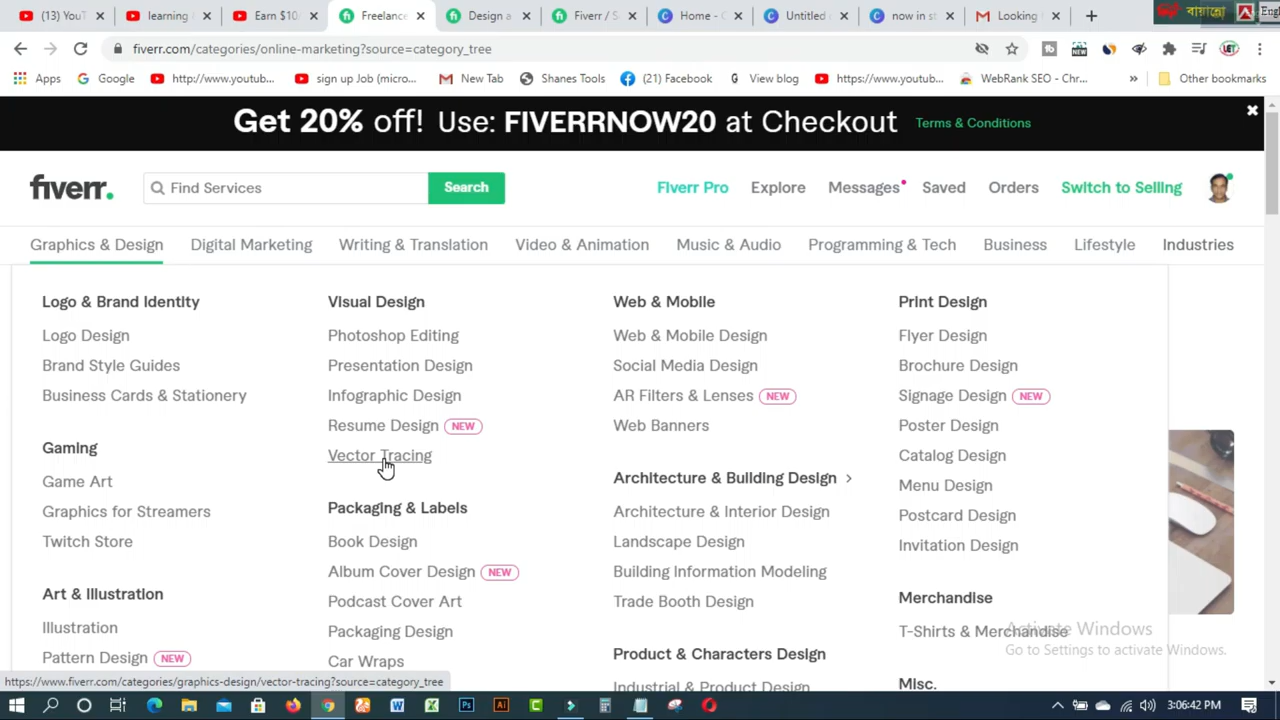 (17) YouT
learning
Earn $10
Freelance
Design
Fiverr / S
Home -
Untitled
now in s
Looking
বায়ান্নো
Engl
fiverr.com/categories/online-marketing?source=category_tree
Apps
Google
http://www.youtub...
sign up Job (micro...
New Tab
Shanes Tools
(21) Facebook
View blog
https://www.youtu...
WebRank SEO - Chr...
»
Other bookmarks
Get 20% off! Use: FIVERRNOW20 at Checkout Terms & Conditions
fiverr.
Find Services
Search
Fiverr Pro
Explore
Messages
Saved
Orders
Switch to Selling
Graphics & Design
Digital Marketing
Writing & Translation
Video & Animation
Music & Audio
Programming & Tech
Business
Lifestyle
Industries
Logo & Brand Identity
Logo Design
Brand Style Guides
Business Cards & Stationery
Gaming
Game Art
Graphics for Streamers
Twitch Store
Art & Illustration
Illustration
Pattern Design NEW
Visual Design
Photoshop Editing
Presentation Design
Infographic Design
Resume Design NEW
Vector Tracing
Packaging & Labels
Book Design
Album Cover Design NEW
Podcast Cover Art
Packaging Design
Car Wraps
Web & Mobile
Web & Mobile Design
Social Media Design
AR Filters & Lenses NEW
Web Banners
Architecture & Building Design >
Architecture & Interior Design
Landscape Design
Building Information Modeling
Trade Booth Design
Product & Characters Design
Industrial & Product Design
Print Design
Flyer Design
Brochure Design
Signage Design NEW
Poster Design
Catalog Design
Menu Design
Postcard Design
Invitation Design
Merchandise
T-Shirts & Merchandise
Misc.
Activate Windows
Go to Settings to activate Windows.
https://www.fiverr.com/categories/graphics-design/vector-tracing?source=category_tree
3:06:42 PM